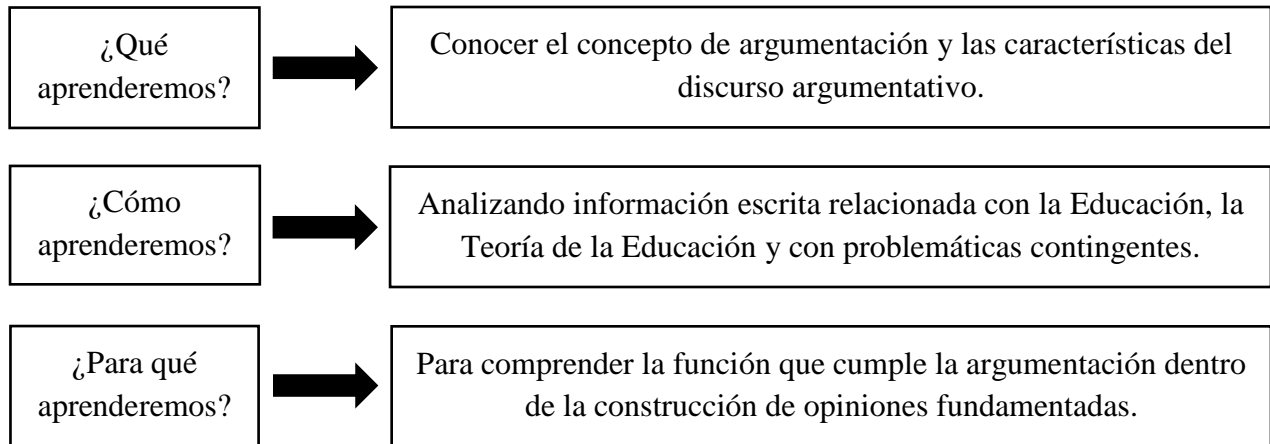 ¿Qué
aprenderemos?
Conocer el concepto de argumentación y las características del
discurso argumentativo.
¿Cómo
aprenderemos?
Analizando información escrita relacionada con la Educación, la
Teoría de la Educación y con problemáticas contingentes.
¿Para qué
aprenderemos?
Para comprender la función que cumple la argumentación dentro
de la construcción de opiniones fundamentadas.